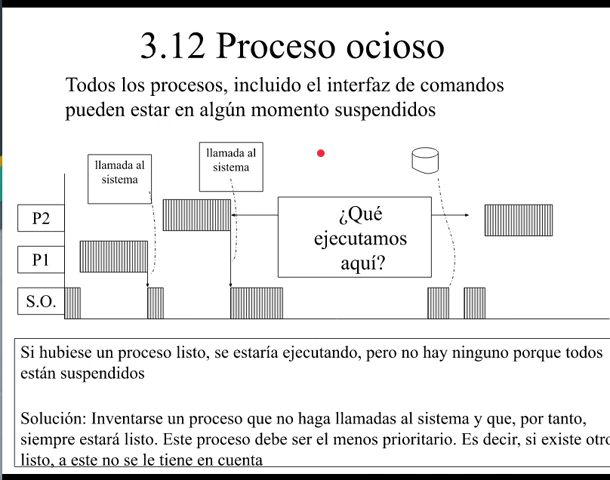 3.12 Proceso ocioso
Todos los procesos, incluido el interfaz de comandos
pueden estar en algún momento suspendidos
llamada al
sistema
llamada al
sistema
P2
¿Qué
ejecutamos
aquí?
P1
S.O.
Si hubiese un proceso listo, se estaría ejecutando, pero no hay ninguno porque todos
están suspendidos
Solución: Inventarse un proceso que no haga llamadas al sistema y que, por tanto,
siempre estará listo. Este proceso debe ser el menos prioritario. Es decir, si existe otro
listo, a este no se le tiene en cuenta